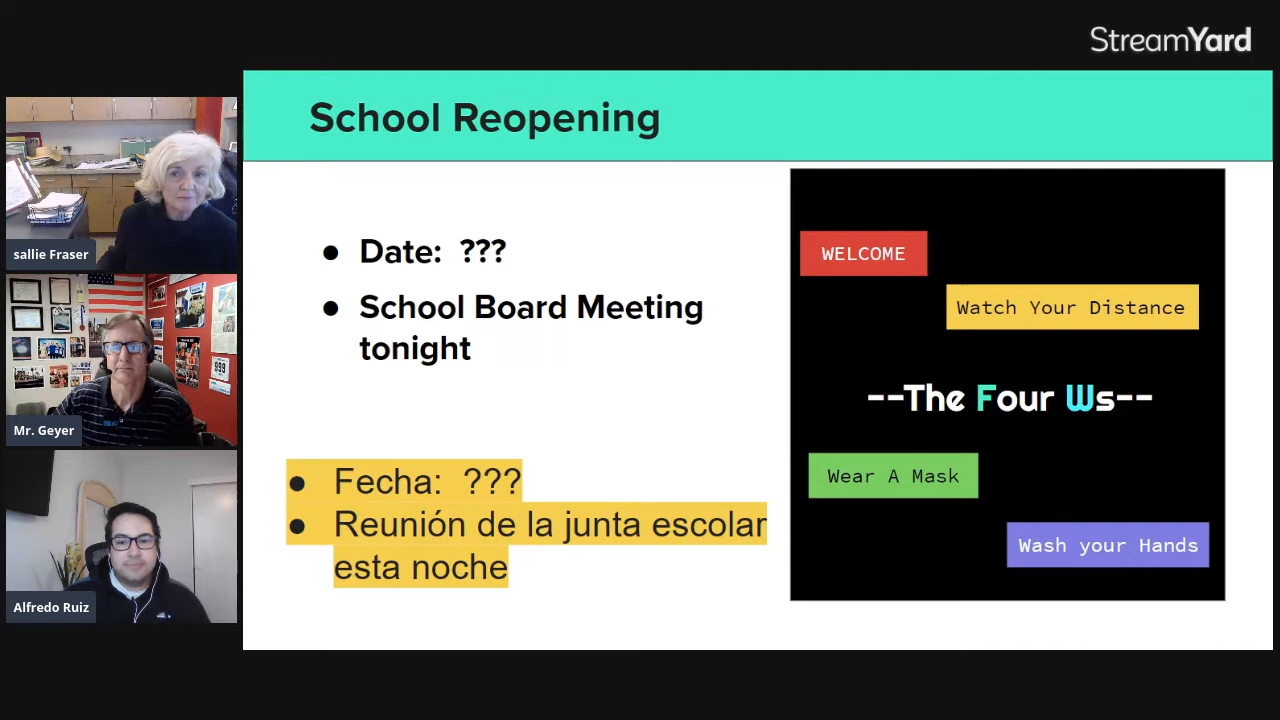 StreamYard
School Reopening
sallie Fraser
Mr. Geyer
Alfredo Ruiz
● Date: ???
● School Board Meeting
tonight
● Fecha: ???
● Reunión de la junta escolar
esta noche
WELCOME
Watch Your Distance
--The Four Ws--
Wear A Mask
Wash your Hands
999